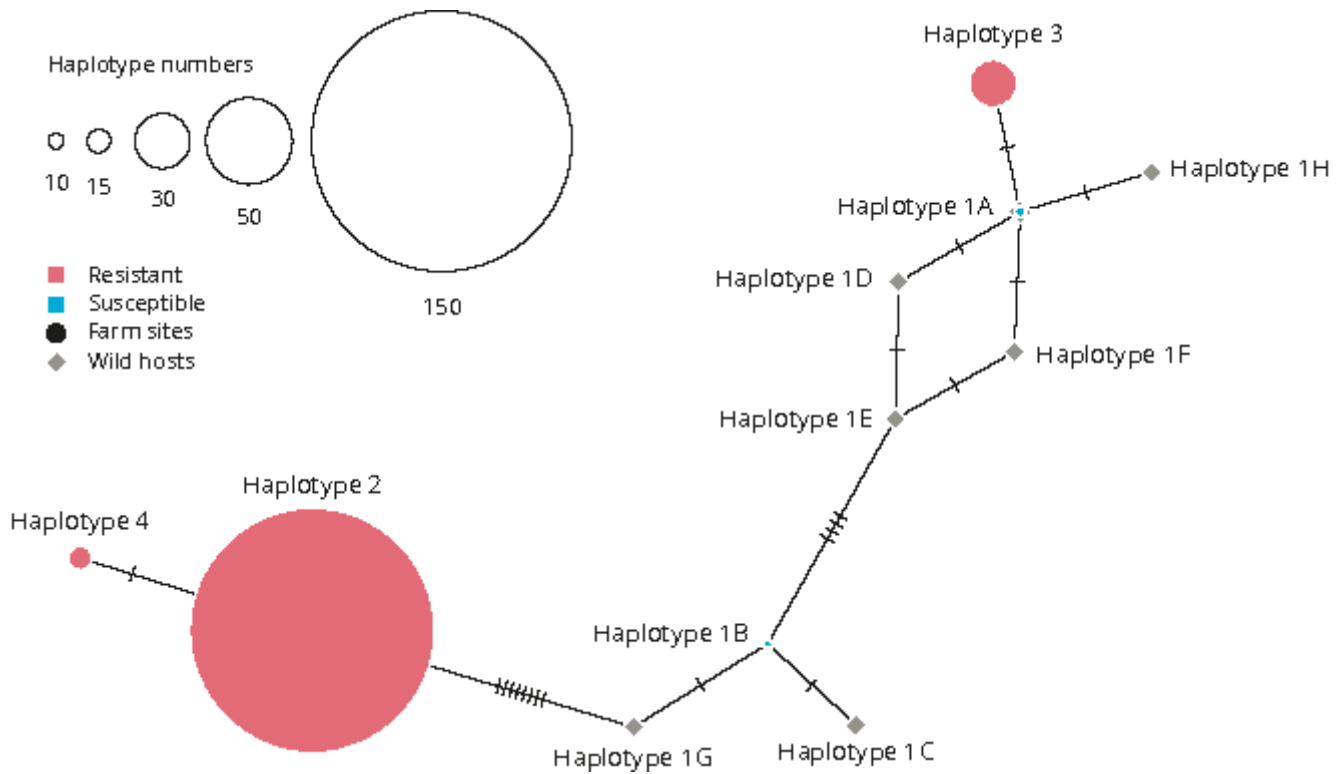 Haplotype numbers
10
15
30
50
150
Resistant
Susceptible
Farm sites
Wild hosts
Haplotype 3
Haplotype 1H
Haplotype 1A
Haplotype 1D
Haplotype 1F
Haplotype 1E
Haplotype 2
Haplotype 4
Haplotype 1B
Haplotype 1G
Haplotype 1C